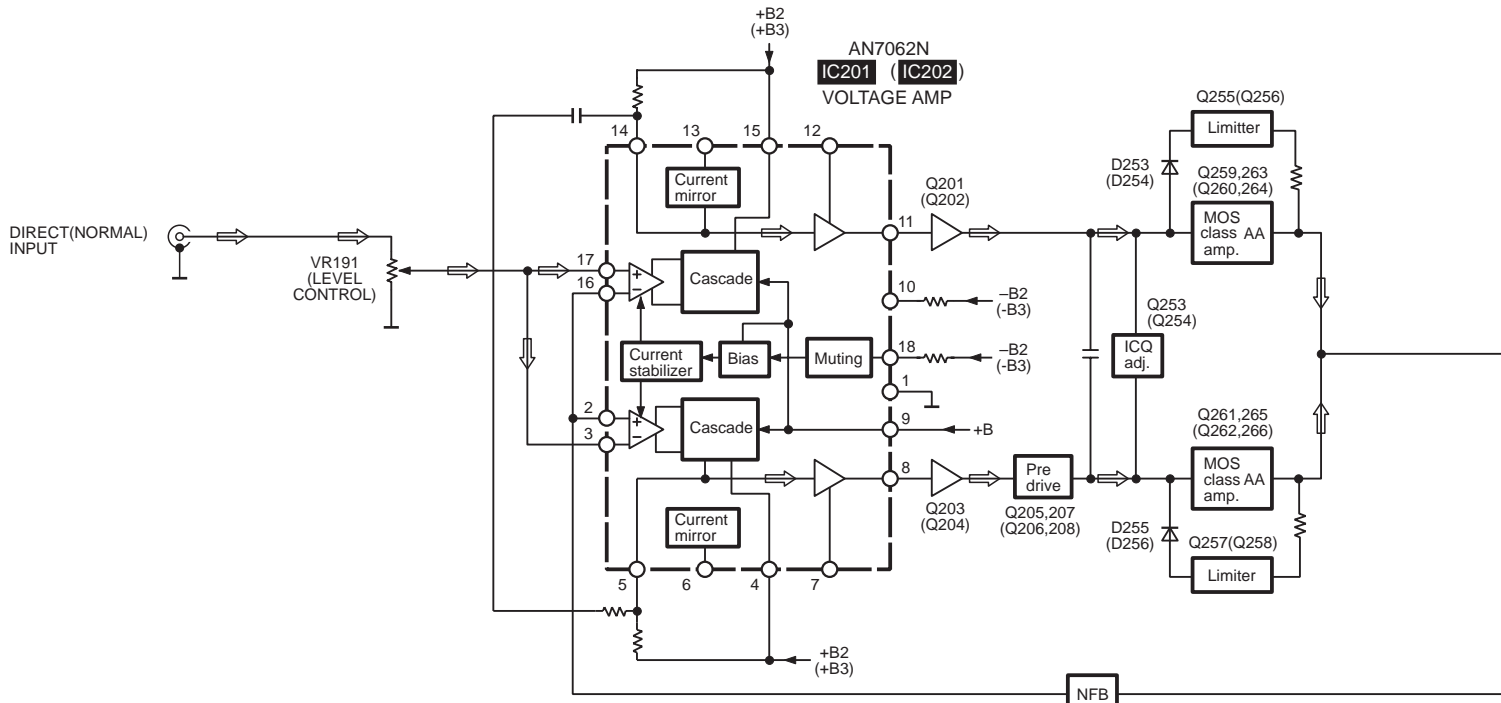 +B2
(+B3)
AN7062N
IC201 (IC202)
VOLTAGE AMP
Q255(Q256)
Limitter
14
13
15
12
D253
(D254)
Q259,263
(Q260,264)
Current
mirror
Q201
(Q202)
MOS
class AA
amp.
DIRECT(NORMAL)
INPUT
11
VR191
(LEVEL
CONTROL)
17
16
+
−
Cascade
10
–B2
(-B3)
Q253
(Q254)
ICQ
adj.
Current
stabilizer
Bias
Muting
18
–B2
(-B3)
1
2
3
+
−
Cascade
9
+B
Q261,265
(Q262,266)
8
Pre
drive
MOS
class AA
amp.
Q203
(Q204)
Q205,207
(Q206,208)
Current
mirror
D255
(D256)
Q257(Q258)
Limiter
5
6
4
7
+B2
(+B3)
NFB